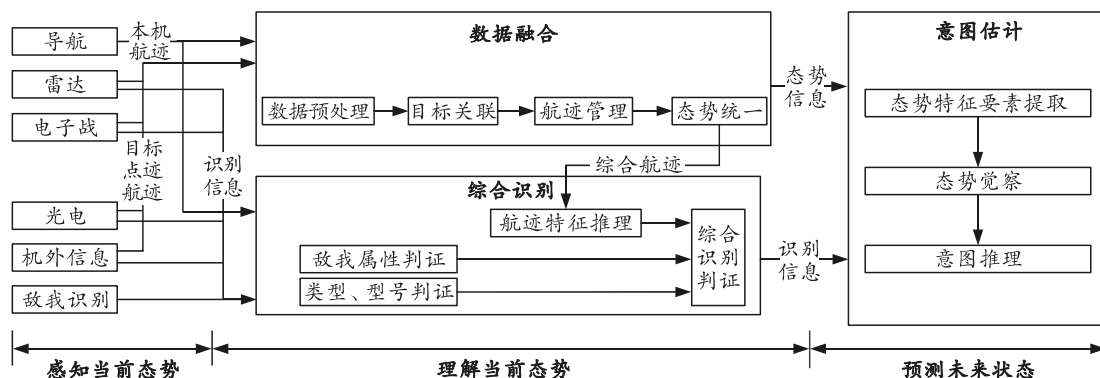 导航
雷达
电子战
光电
机外信息
敌我识别
本机
航迹
目标
点迹
航迹
识别
信息
数据融合
数据预处理
目标关联
航迹管理
态势统一
综合航迹
综合识别
航迹特征推理
敌我属性判证
类型、型号判证
综合
识别
判证
态势
信息
识别
信息
意图估计
态势特征要素提取
态势觉察
意图推理
感知当前态势
理解当前态势
预测未来状态